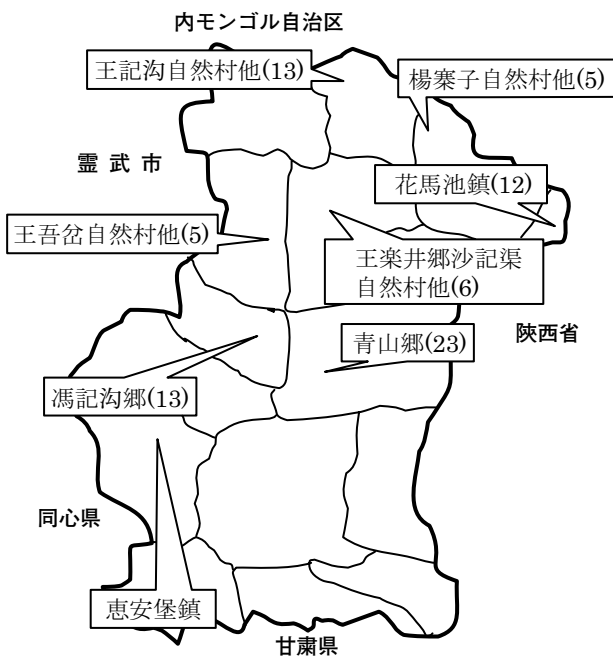 内モンゴル自治区
王記沟自然村他(13)
楊寨子自然村他(5)
霊武市
花馬池鎮(12)
王吾岔自然村他(5)
王楽井郷沙記渠
自然村他(6)
陝西省
青山郷(23)
馮記沟郷(13)
同心県
恵安堡鎮
甘粛県